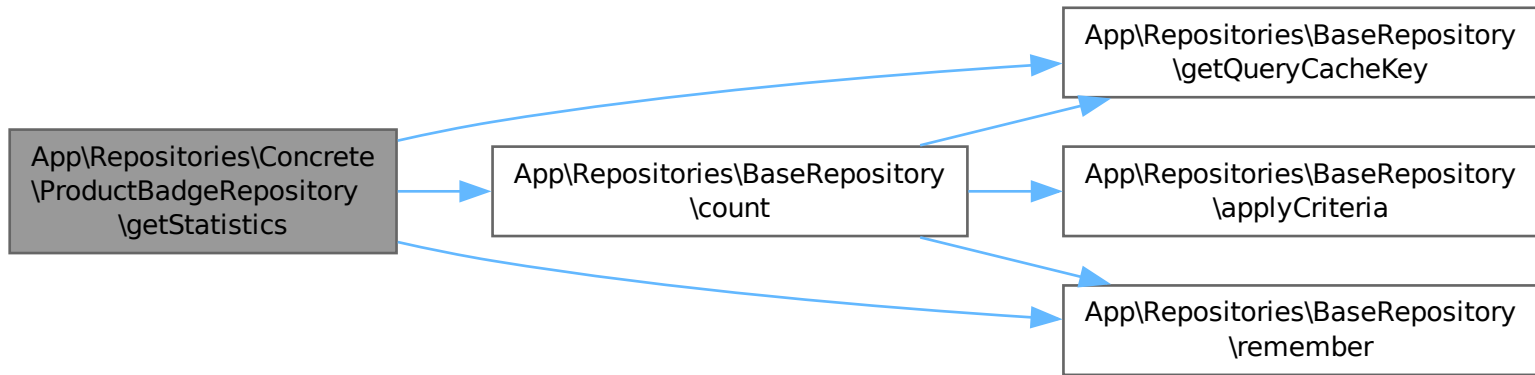 App\Repositories\Concrete
\ProductBadgeRepository
\getStatistics
App\Repositories\BaseRepository
\count
App\Repositories\BaseRepository
\getQueryCacheKey
App\Repositories\BaseRepository
\applyCriteria
App\Repositories\BaseRepository
\remember